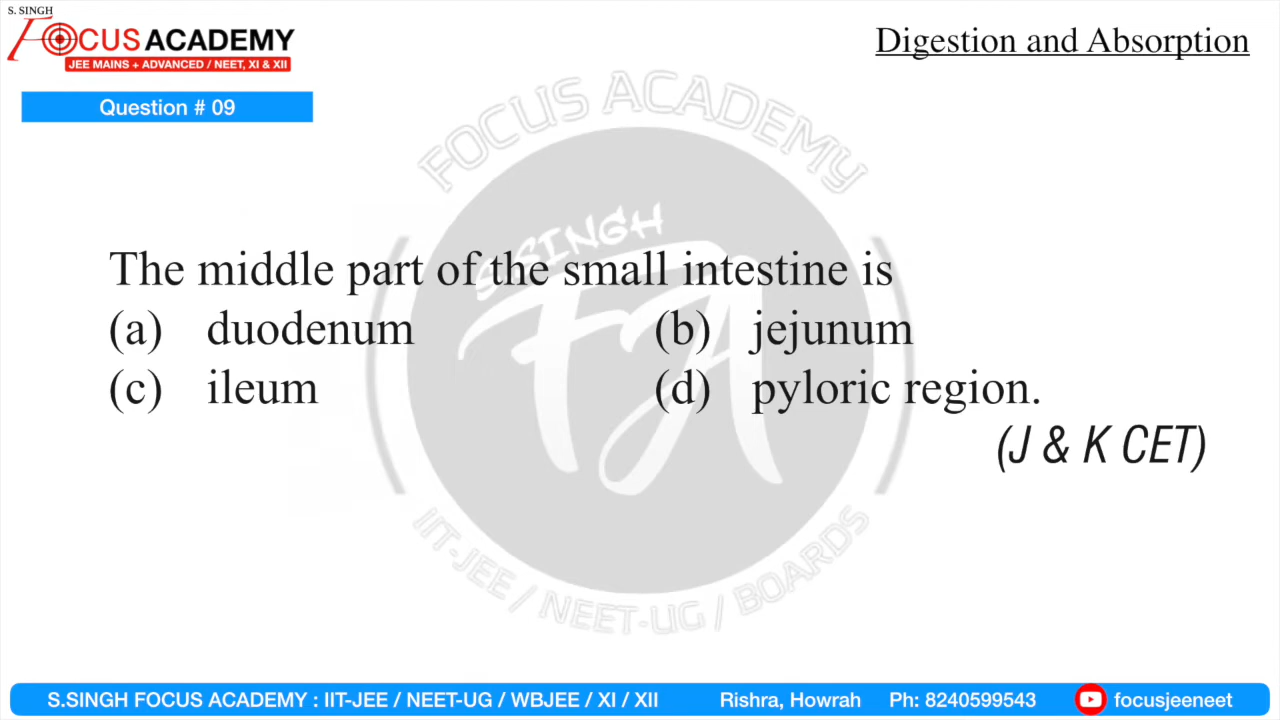 S. SINGH
FOCUS ACADEMY
JEE MAINS + ADVANCED / NEET, XI & XII
Digestion and Absorption
Question # 09
FOCUS ACADEMY
S.SINGH
FA
The middle part of the small intestine is
(a) duodenum (b) jejunum
(c) ileum (d) pyloric region.
(J & K CET)
IIT-JEE / NEET-UG / BOARDS
S.SINGH FOCUS ACADEMY : IIT-JEE / NEET-UG / WBJEE / XI / XII Rishra, Howrah Ph: 8240599543 focusjeeneet